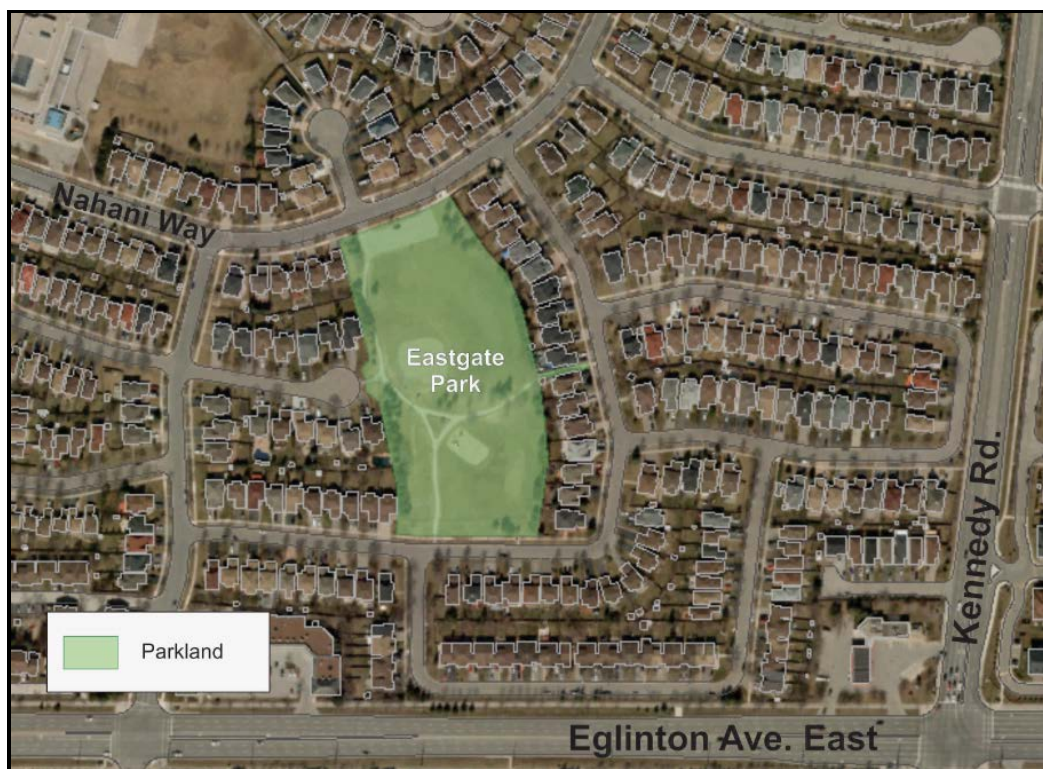 Nahani Way
Eastgate
Park
Kennedy Rd.
Parkland
Eglinton Ave. East